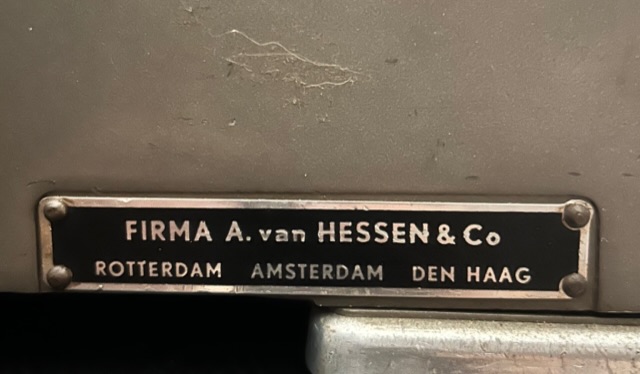 FIRMA A. van HESSEN & Co
ROTTERDAM AMSTERDAM DEN HAAG